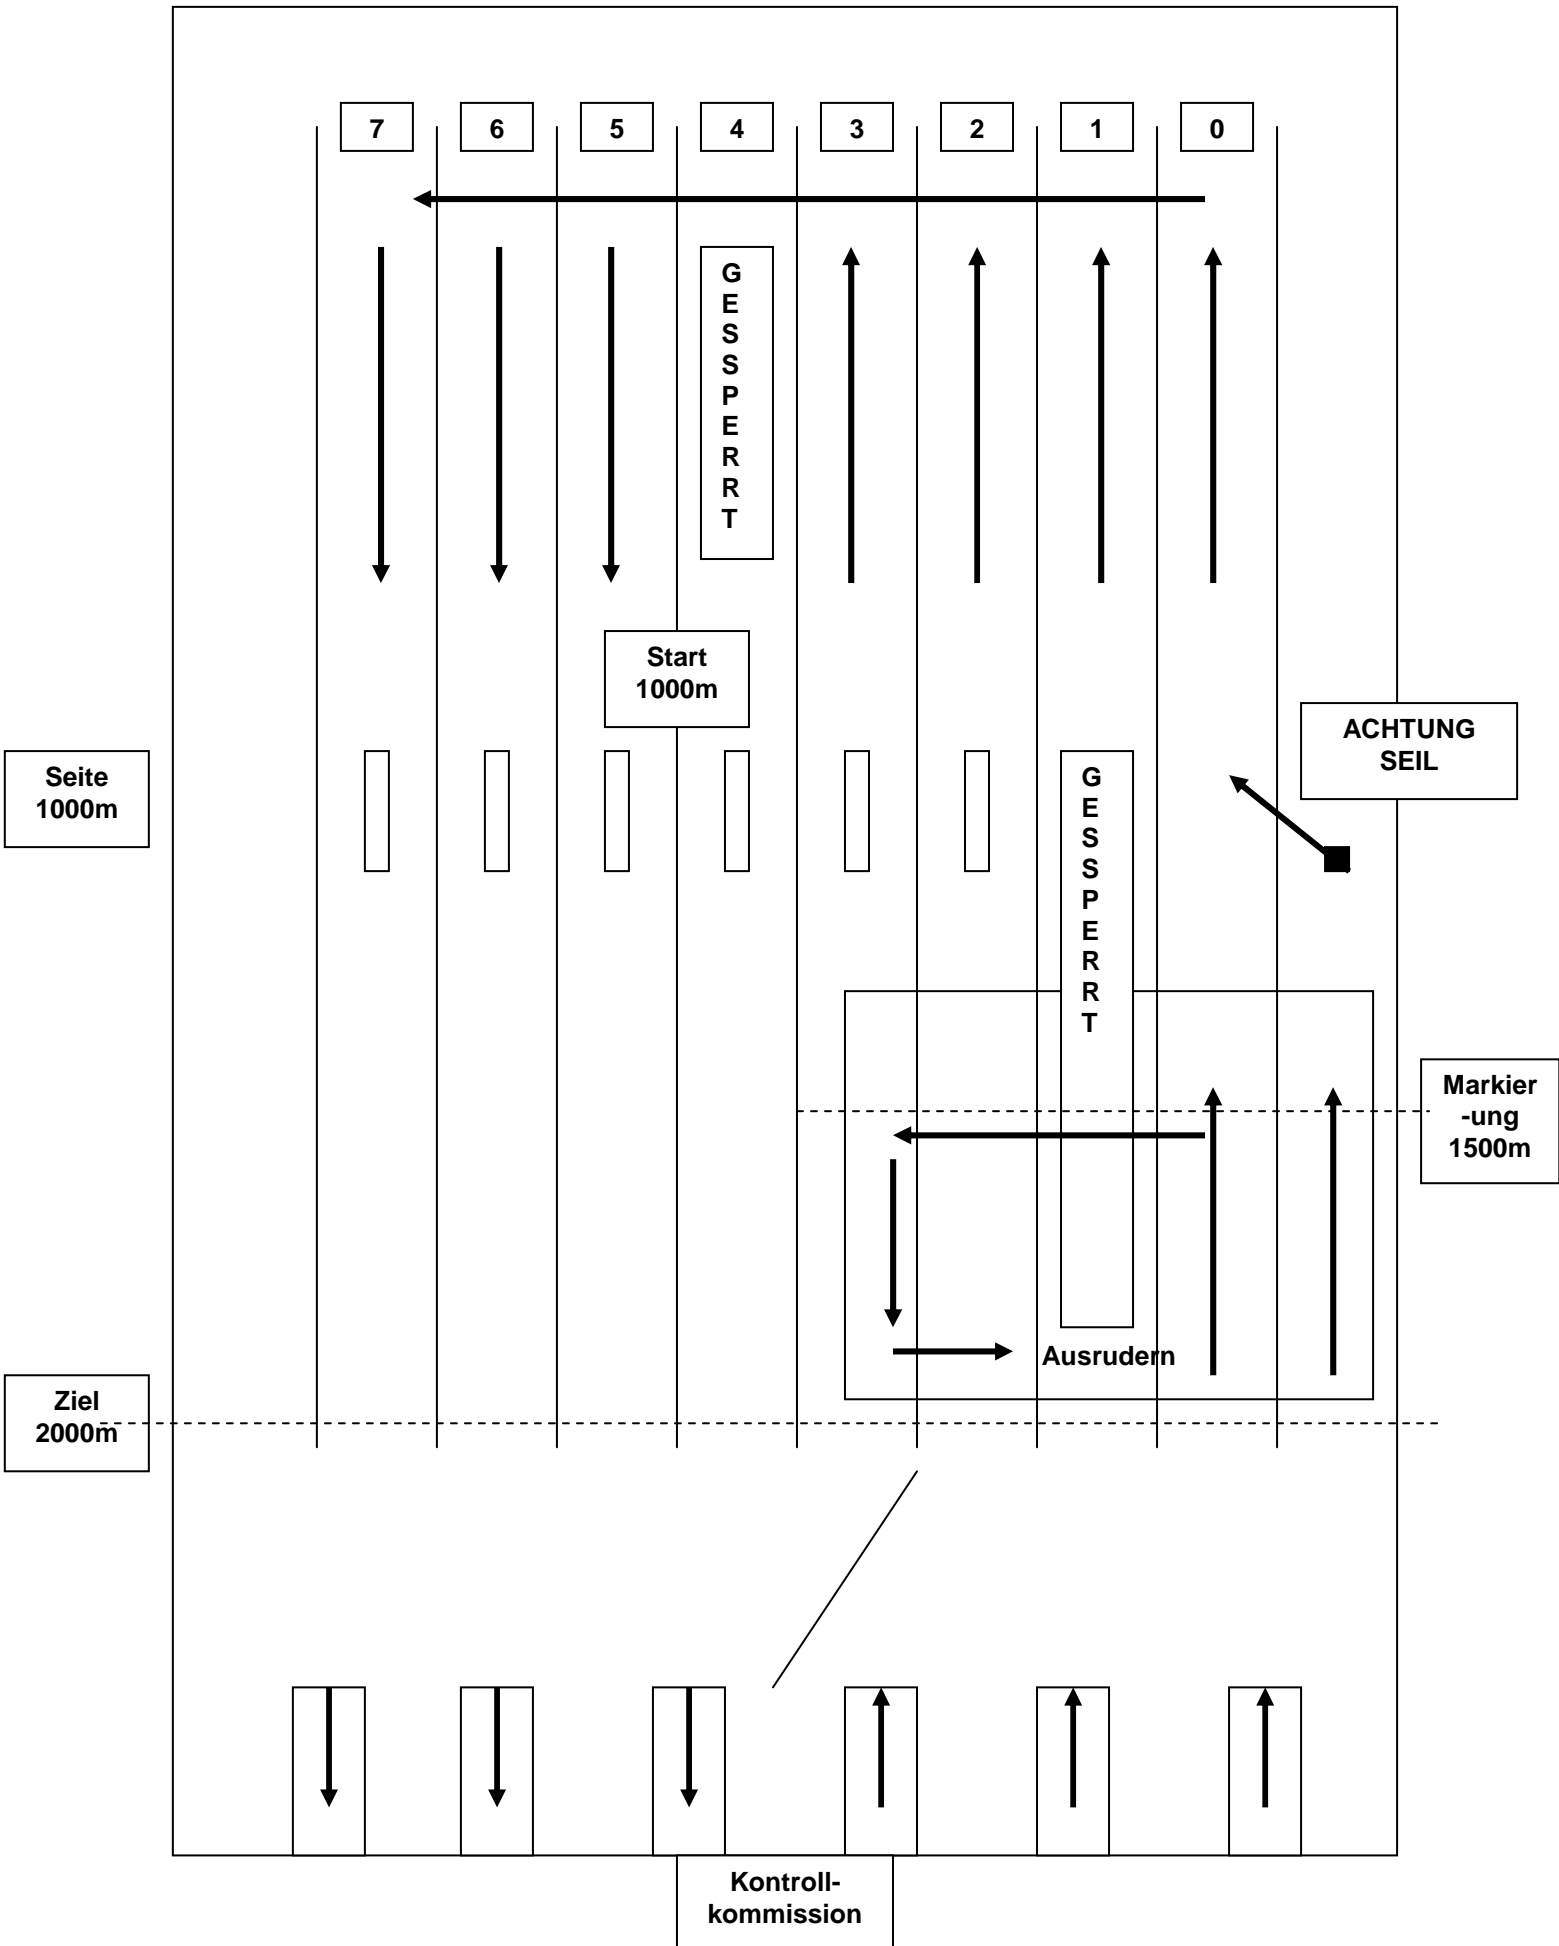 7 6 5 4 3 2 1 0
G
E
S
S
P
E
R
R
T
Start
1000m
Seite
1000m
ACHTUNG
SEIL
G
E
S
S
P
E
R
R
T
Markier
-ung
1500m
Ausrudern
Ziel
2000m
Kontroll-
kommission